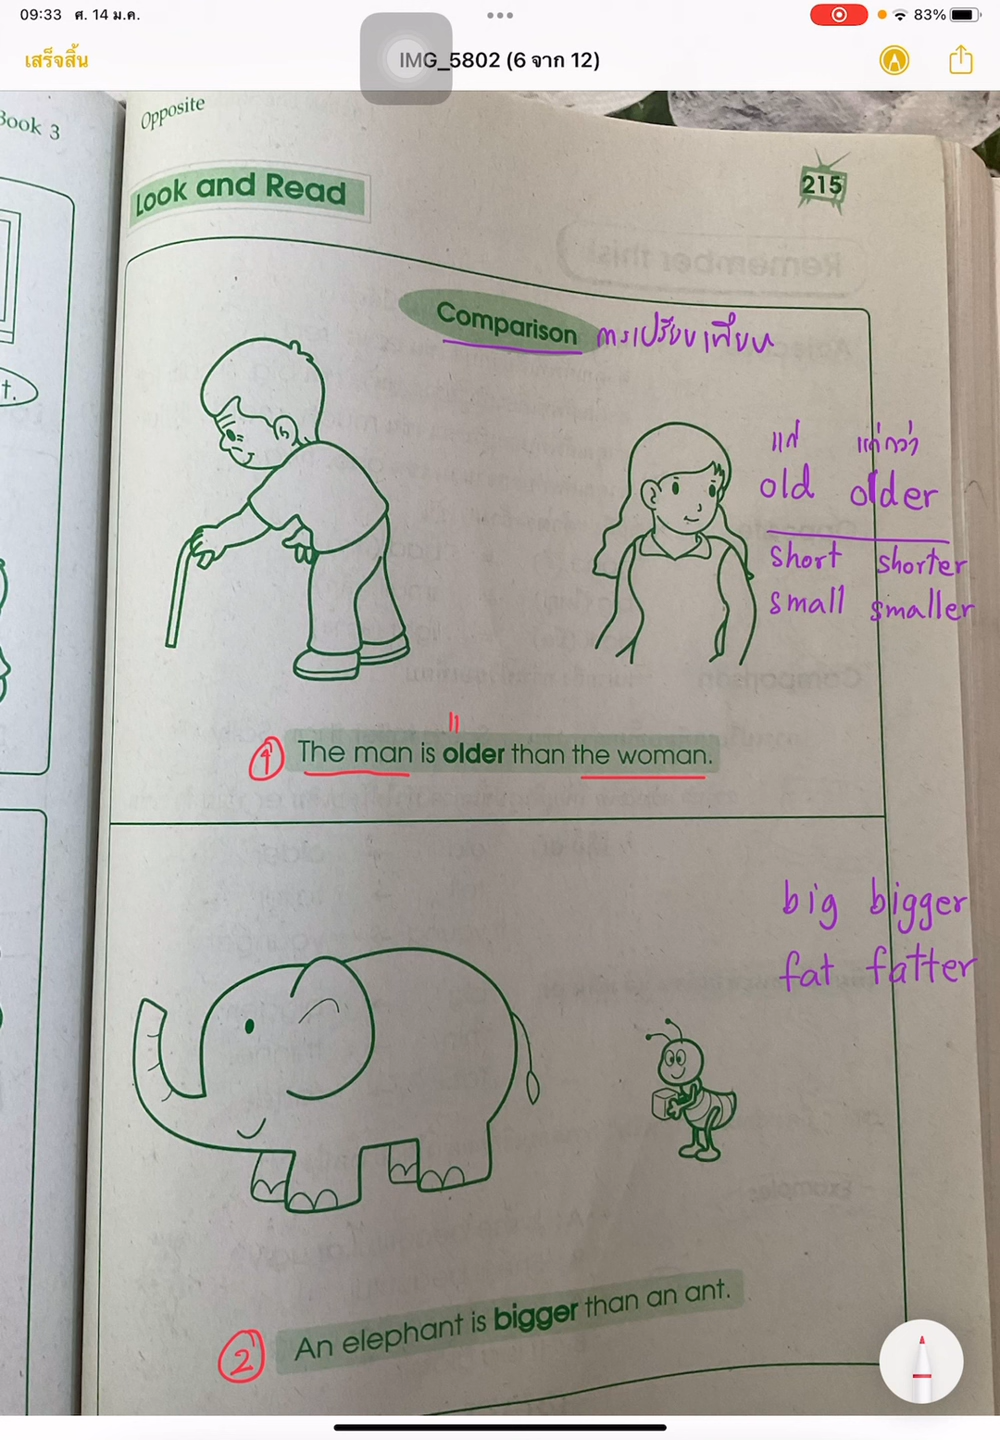 09:33 ศ. 14 ม.ค.
83%
เสร็จสิ้น
IMG_5802 (6 จาก 12)
Book 3
Opposite
Look and Read
215
Comparison การเปรียบเทียบ
แก่ แก่กว่า
old older
short shorter
small smaller
t.
1 The man is older than the woman.
big bigger
fat fatter
2 An elephant is bigger than an ant.